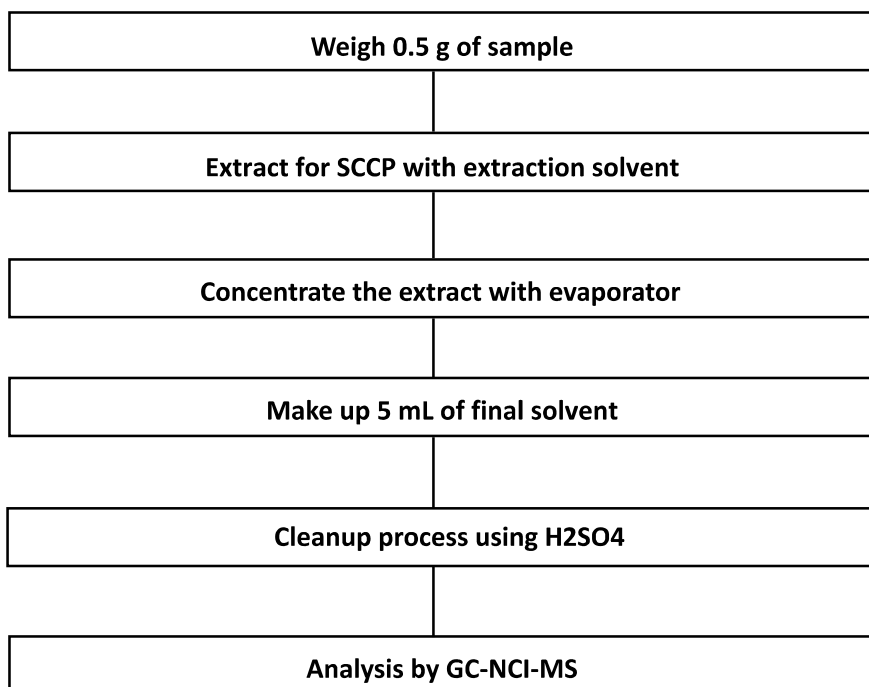 Weigh 0.5 g of sample
Extract for SCCP with extraction solvent
Concentrate the extract with evaporator
Make up 5 mL of final solvent
Cleanup process using H2SO4
Analysis by GC-NCI-MS